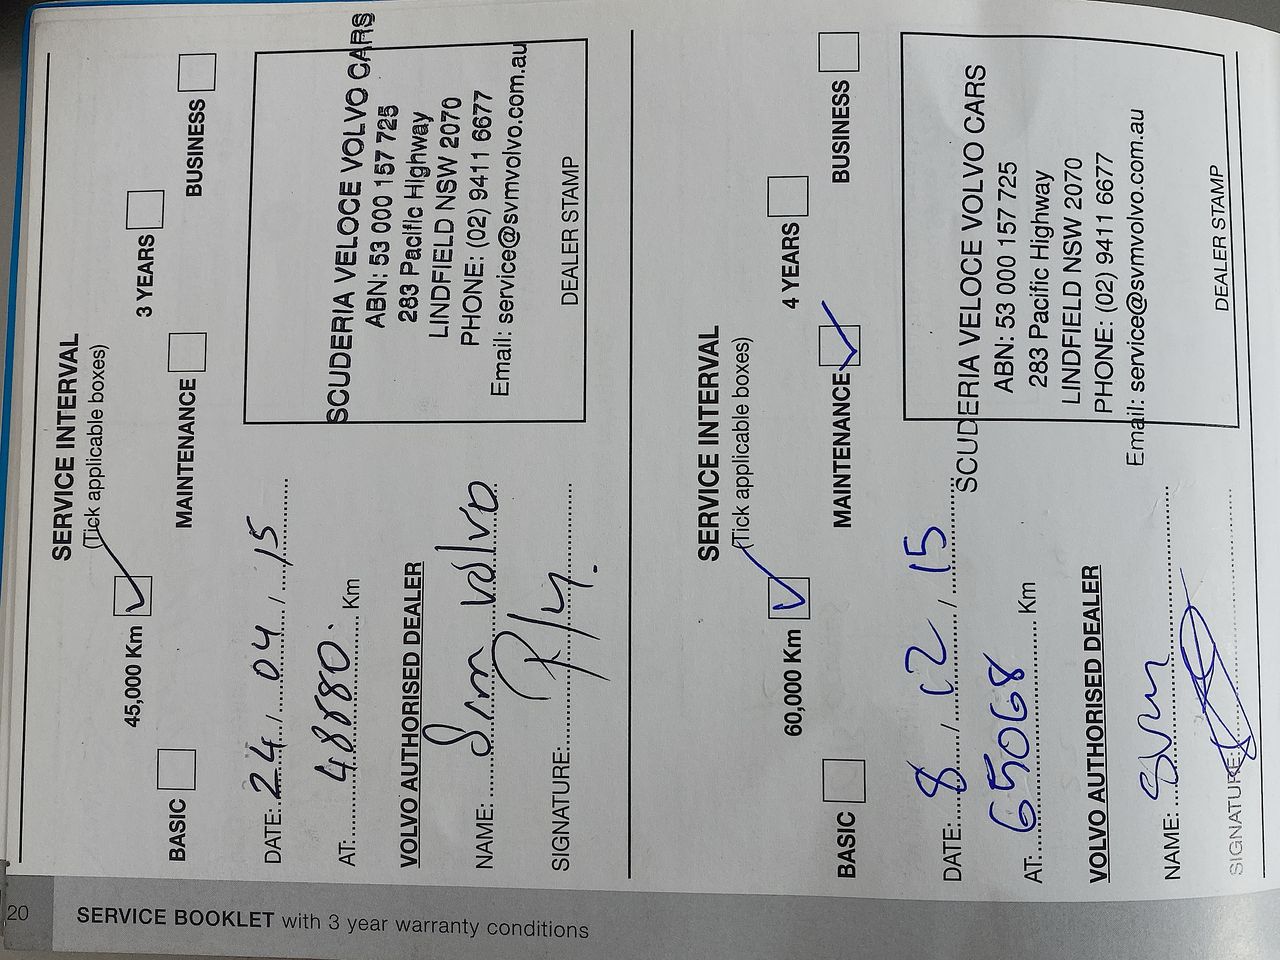 SERVICE INTERVAL
(Tick applicable boxes)
45,000 Km 3 YEARS
BASIC MAINTENANCE BUSINESS
DATE: 24 / 04 / 15
AT: 48880. Km
VOLVO AUTHORISED DEALER
NAME: Svm Volvo
SIGNATURE:
SCUDERIA VELOCE VOLVO CARS
ABN: 53 000 157 725
283 Pacific Highway
LINDFIELD NSW 2070
PHONE: (02) 9411 6677
Email: service@svmvolvo.com.au
DEALER STAMP
SERVICE INTERVAL
(Tick applicable boxes)
60,000 Km 4 YEARS
BASIC MAINTENANCE BUSINESS
DATE: 8 / 12 / 15
AT: 65068 Km
VOLVO AUTHORISED DEALER
NAME: SVM
SIGNATURE:
SCUDERIA VELOCE VOLVO CARS
ABN: 53 000 157 725
283 Pacific Highway
LINDFIELD NSW 2070
PHONE: (02) 9411 6677
Email: service@svmvolvo.com.au
DEALER STAMP
20 SERVICE BOOKLET with 3 year warranty conditions